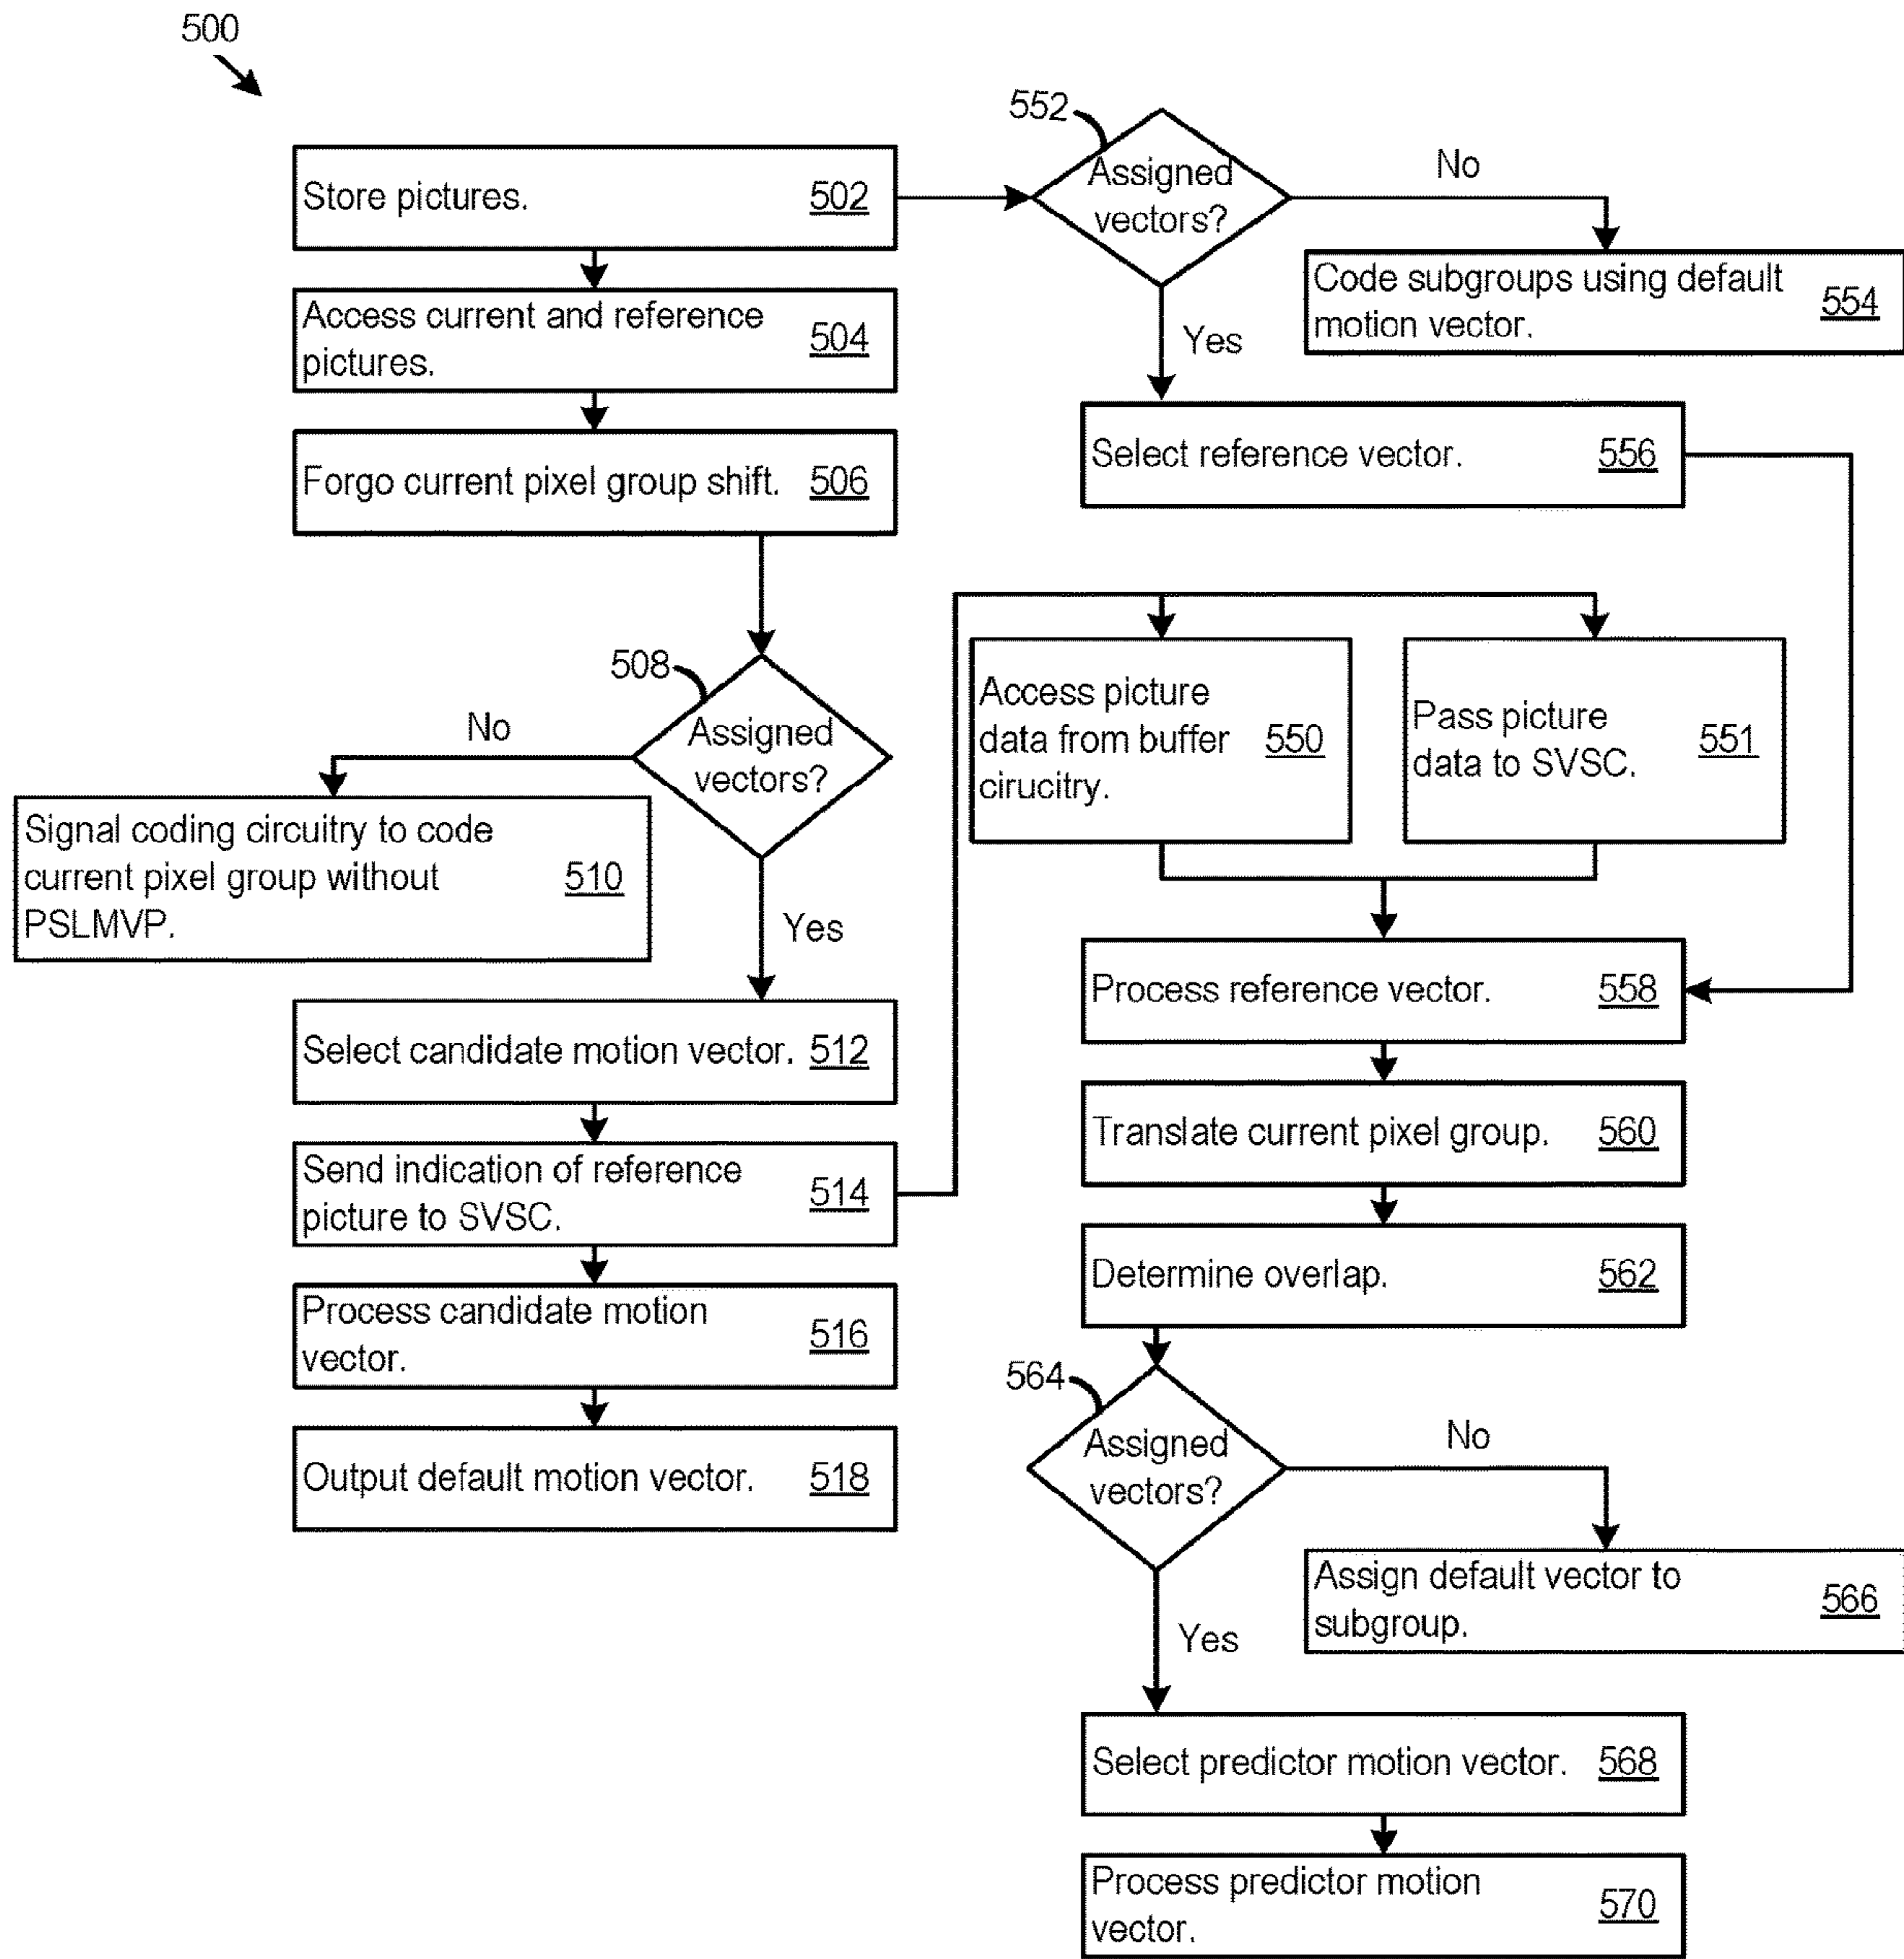 500
Store pictures. 502
Access current and reference
pictures. 504
Forgo current pixel group shift. 506
508
Assigned
vectors?
No
Yes
Signal coding circuitry to code
current pixel group without
PSLMVP. 510
Select candidate motion vector. 512
Send indication of reference
picture to SVSC. 514
Process candidate motion
vector. 516
Output default motion vector. 518
552
Assigned
vectors?
No
Yes
Code subgroups using default
motion vector. 554
Select reference vector. 556
Access picture
data from buffer
cirucitry. 550
Pass picture
data to SVSC. 551
Process reference vector. 558
Translate current pixel group. 560
Determine overlap. 562
564
Assigned
vectors?
No
Yes
Assign default vector to
subgroup. 566
Select predictor motion vector. 568
Process predictor motion
vector. 570